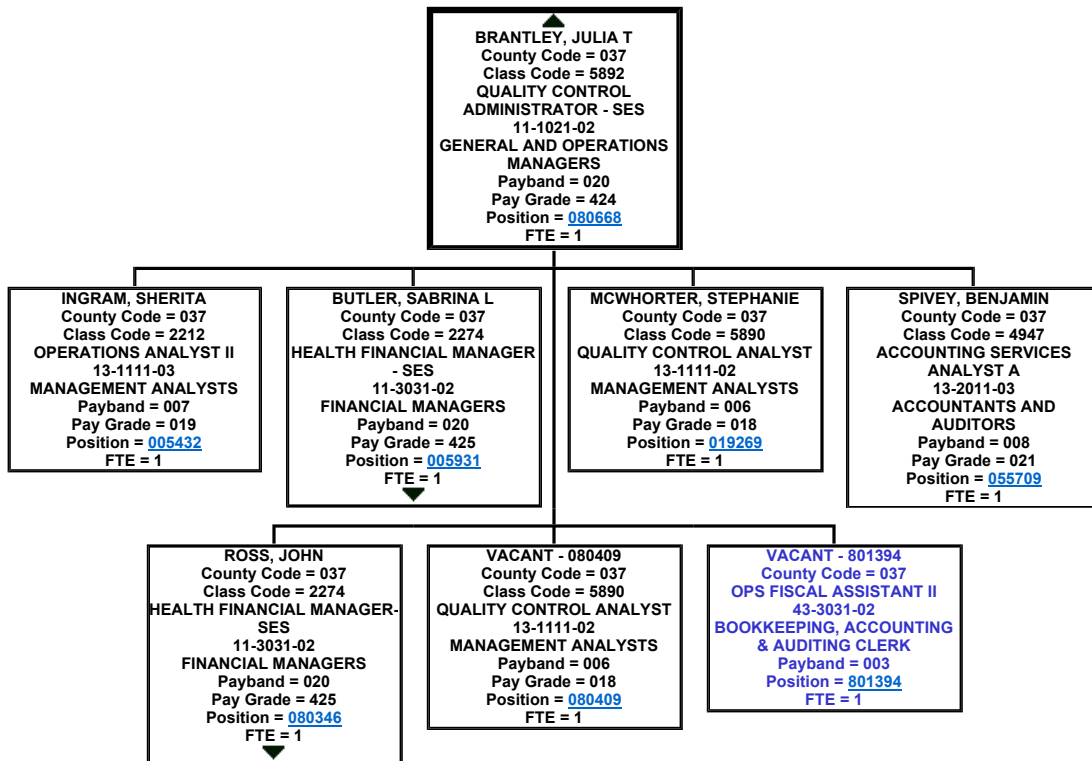 BRANTLEY, JULIA T
County Code = 037
Class Code = 5892
QUALITY CONTROL
ADMINISTRATOR - SES
11-1021-02
GENERAL AND OPERATIONS
MANAGERS
Payband = 020
Pay Grade = 424
Position = 080668
FTE = 1
INGRAM, SHERITA
County Code = 037
Class Code = 2212
OPERATIONS ANALYST II
13-1111-03
MANAGEMENT ANALYSTS
Payband = 007
Pay Grade = 019
Position = 005432
FTE = 1
BUTLER, SABRINA L
County Code = 037
Class Code = 2274
HEALTH FINANCIAL MANAGER
- SES
11-3031-02
FINANCIAL MANAGERS
Payband = 020
Pay Grade = 425
Position = 005931
FTE = 1
MCWHORTER, STEPHANIE
County Code = 037
Class Code = 5890
QUALITY CONTROL ANALYST
13-1111-02
MANAGEMENT ANALYSTS
Payband = 006
Pay Grade = 018
Position = 019269
FTE = 1
SPIVEY, BENJAMIN
County Code = 037
Class Code = 4947
ACCOUNTING SERVICES
ANALYST A
13-2011-03
ACCOUNTANTS AND
AUDITORS
Payband = 008
Pay Grade = 021
Position = 055709
FTE = 1
ROSS, JOHN
County Code = 037
Class Code = 2274
HEALTH FINANCIAL MANAGER-
SES
11-3031-02
FINANCIAL MANAGERS
Payband = 020
Pay Grade = 425
Position = 080346
FTE = 1
VACANT - 080409
County Code = 037
Class Code = 5890
QUALITY CONTROL ANALYST
13-1111-02
MANAGEMENT ANALYSTS
Payband = 006
Pay Grade = 018
Position = 080409
FTE = 1
VACANT - 801394
County Code = 037
OPS FISCAL ASSISTANT II
43-3031-02
BOOKKEEPING, ACCOUNTING
& AUDITING CLERK
Payband = 003
Position = 801394
FTE = 1